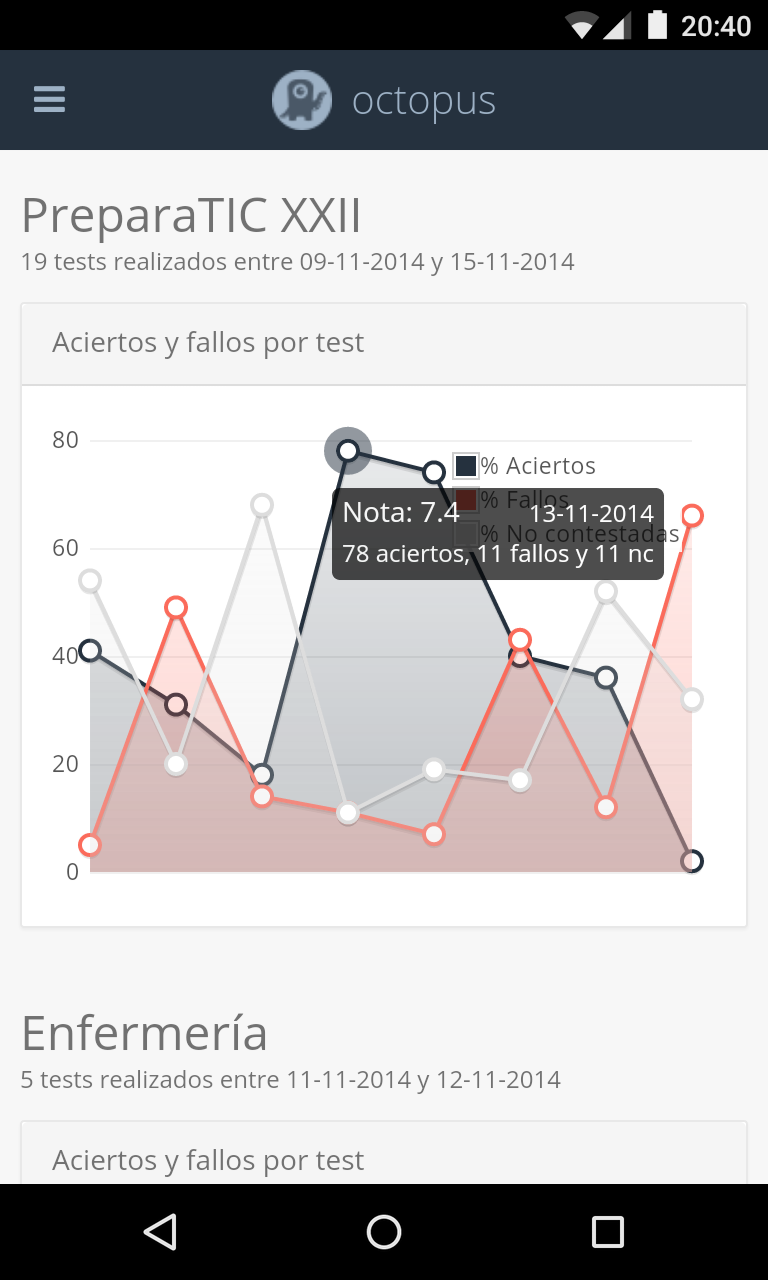 20:40
octopus
PreparaTIC XXII
19 tests realizados entre 09-11-2014 y 15-11-2014
Aciertos y fallos por test
80
60
40
20
0
% Aciertos
% Fallos
% No contestadas
Nota: 7.4 13-11-2014
78 aciertos, 11 fallos y 11 nc
Enfermería
5 tests realizados entre 11-11-2014 y 12-11-2014
Aciertos y fallos por test